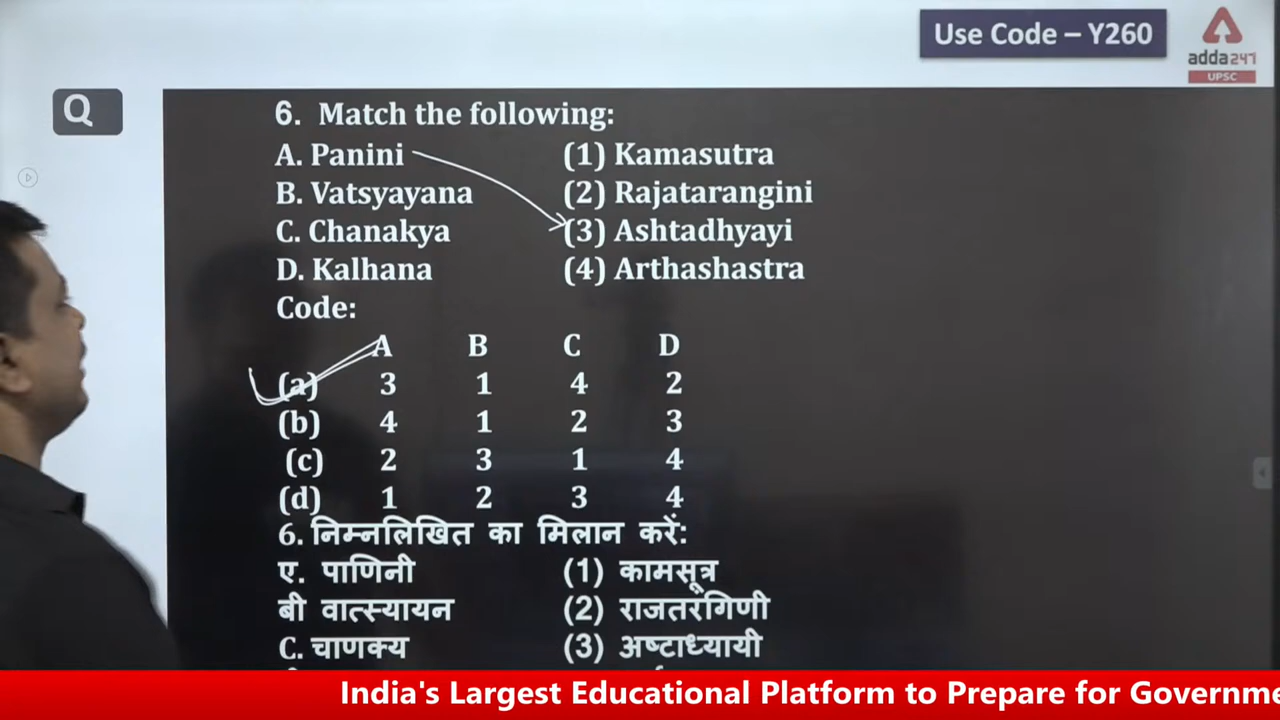 Use Code – Y260
adda247
UPSC
Q
6. Match the following:
A. Panini (1) Kamasutra
B. Vatsyayana (2) Rajatarangini
C. Chanakya (3) Ashtadhyayi
D. Kalhana (4) Arthashastra
Code:
A B C D
(a) 3 1 4 2
(b) 4 1 2 3
(c) 2 3 1 4
(d) 1 2 3 4
6. निम्नलिखित का मिलान करें:
ए. पाणिनी (1) कामसूत्र
बी वात्स्यायन (2) राजतरंगिणी
C. चाणक्य (3) अष्टाध्यायी
India's Largest Educational Platform to Prepare for Governme